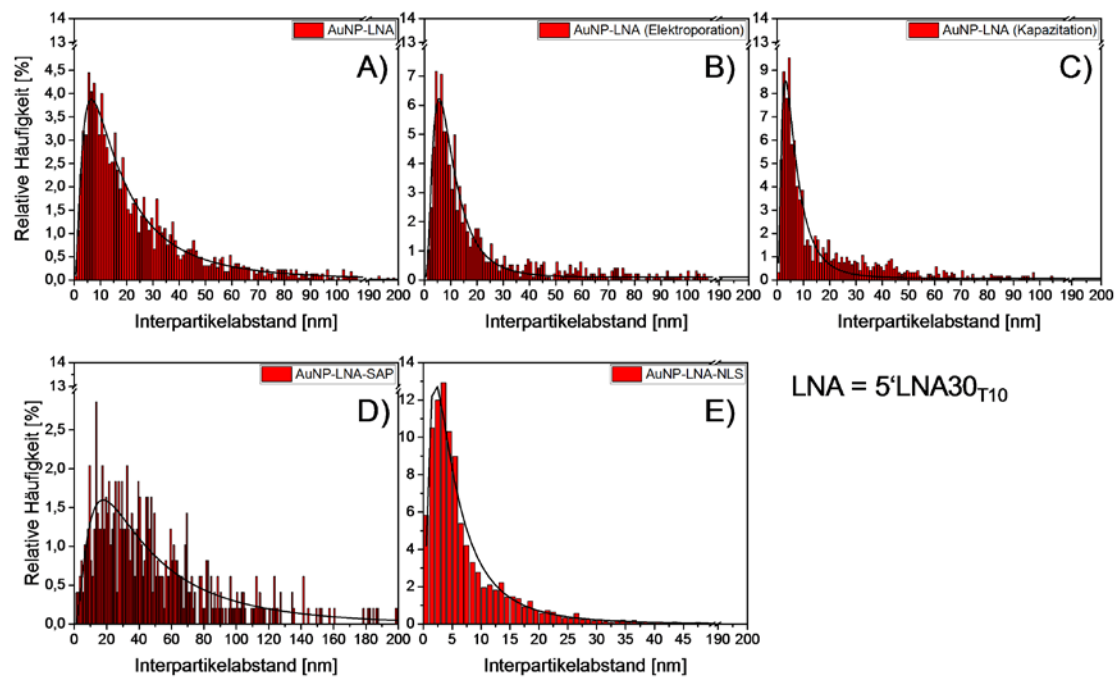 AuNP-LNA
A)
Relative Häufigkeit [%]
14
13
4,5
4,0
3,5
3,0
2,5
2,0
1,5
1,0
0,5
0,0
0 10 20 30 40 50 60 70 80 90 100 190 200
Interpartikelabstand [nm]
AuNP-LNA (Elektroporation)
B)
14
13
8
7
6
5
4
3
2
1
0
0 10 20 30 40 50 60 70 80 90 100 190 200
Interpartikelabstand [nm]
AuNP-LNA (Kapazitation)
C)
14
13
9
8
7
6
5
4
3
2
1
0
0 10 20 30 40 50 60 70 80 90 100 190 200
Interpartikelabstand [nm]
AuNP-LNA-SAP
D)
Relative Häufigkeit [%]
14
13
2,5
2,0
1,5
1,0
0,5
0,0
0 20 40 60 80 100 120 140 160 180 200
Interpartikelabstand [nm]
AuNP-LNA-NLS
E)
14
12
10
8
6
4
2
0
0 5 10 15 20 25 30 35 40 45 190 200
Interpartikelabstand [nm]
LNA = 5‘LNA30T10